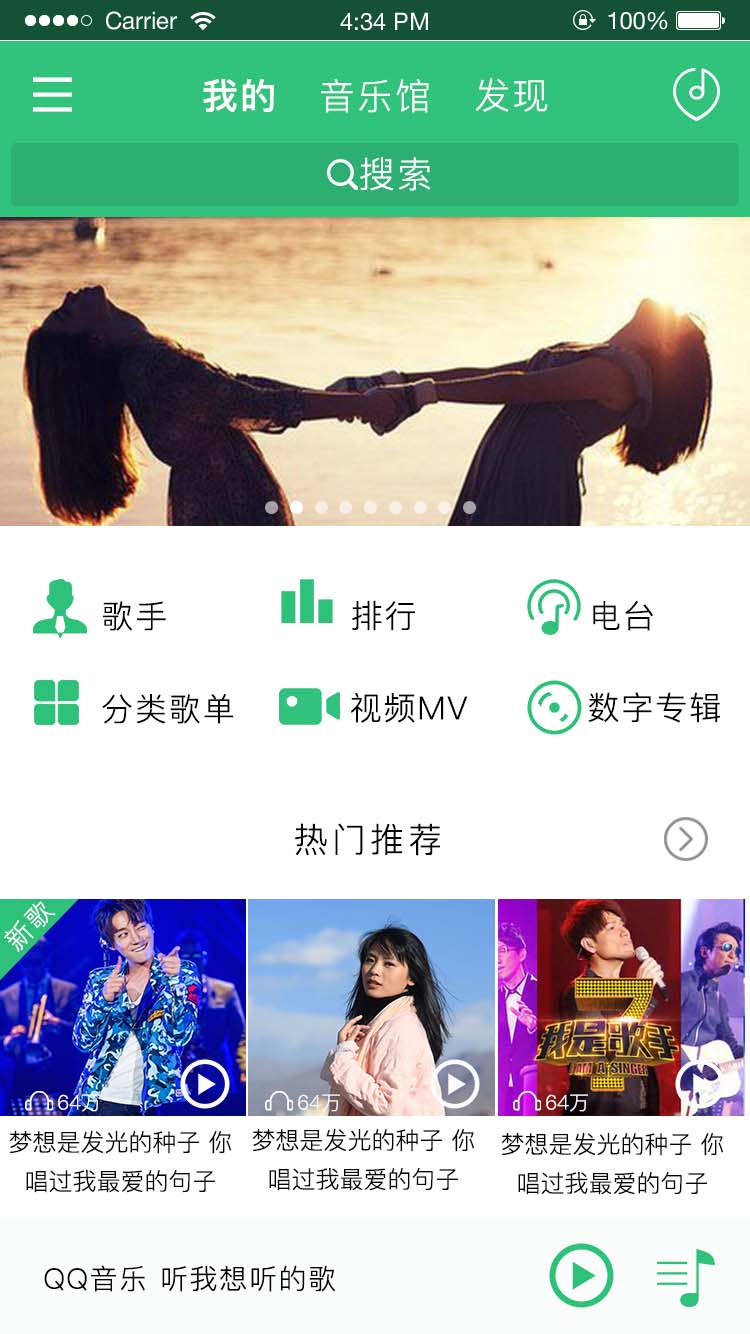 Carrier 4:34 PM 100%
我的 音乐馆 发现
搜索
歌手 排行 电台
分类歌单 视频MV 数字专辑
热门推荐
新歌
7
我是歌手
I AM A SINGER
64万 64万 64万
梦想是发光的种子 你 梦想是发光的种子 你 梦想是发光的种子 你
唱过我最爱的句子 唱过我最爱的句子 唱过我最爱的句子
QQ音乐 听我想听的歌